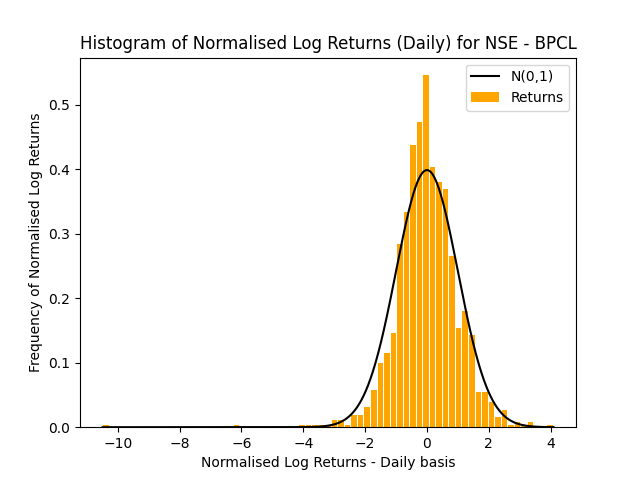 Histogram of Normalised Log Returns (Daily) for NSE - BPCL
N(0,1)
Returns
Frequency of Normalised Log Returns
0.5
0.4
0.3
0.2
0.1
0.0
−10 −8 −6 −4 −2 0 2 4
Normalised Log Returns - Daily basis